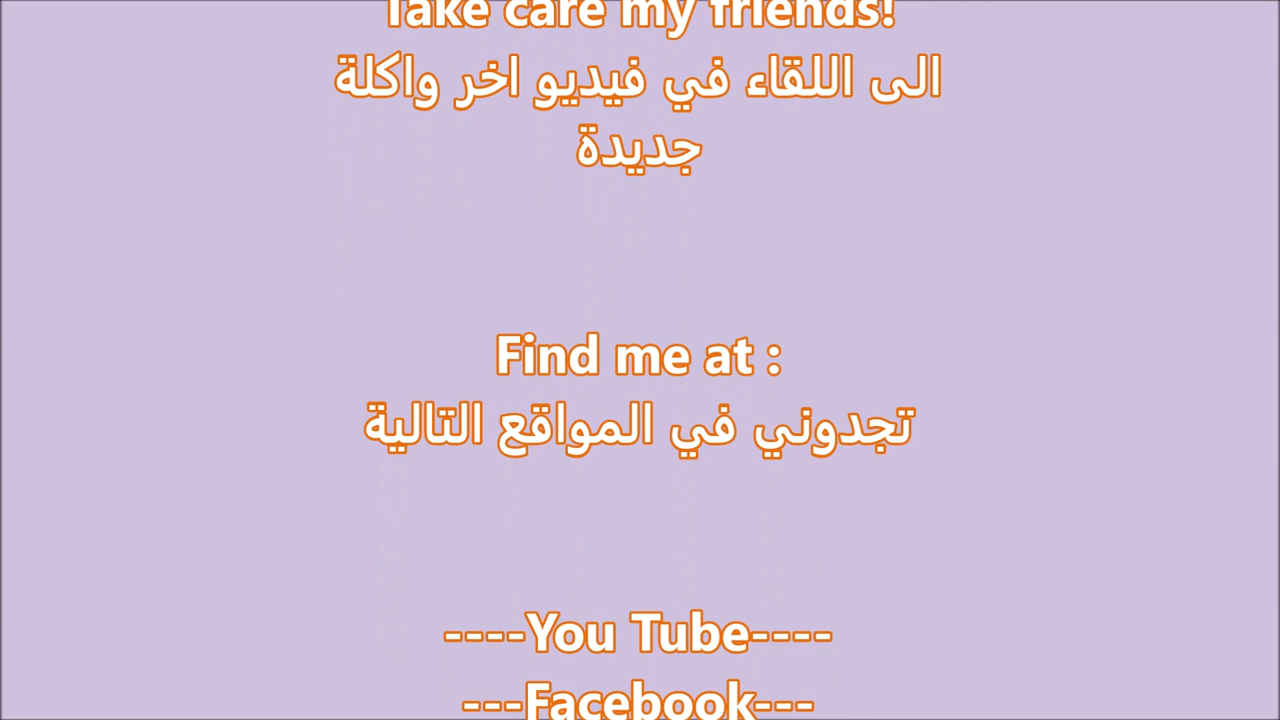 Take care my friends!
الى اللقاء في فيديو اخر واكلة
جديدة
Find me at :
تجدوني في المواقع التالية
----You Tube----
---Facebook---